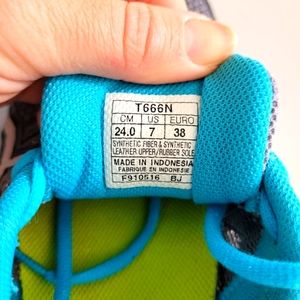 T666N
CM US EURO
24.0 7 38
SYNTHETIC FIBER & SYNTHETIC
LEATHER UPPER/RUBBER SOLE
MADE IN INDONESIA
FABRIQUE EN INDONESIE
F910516 BJ